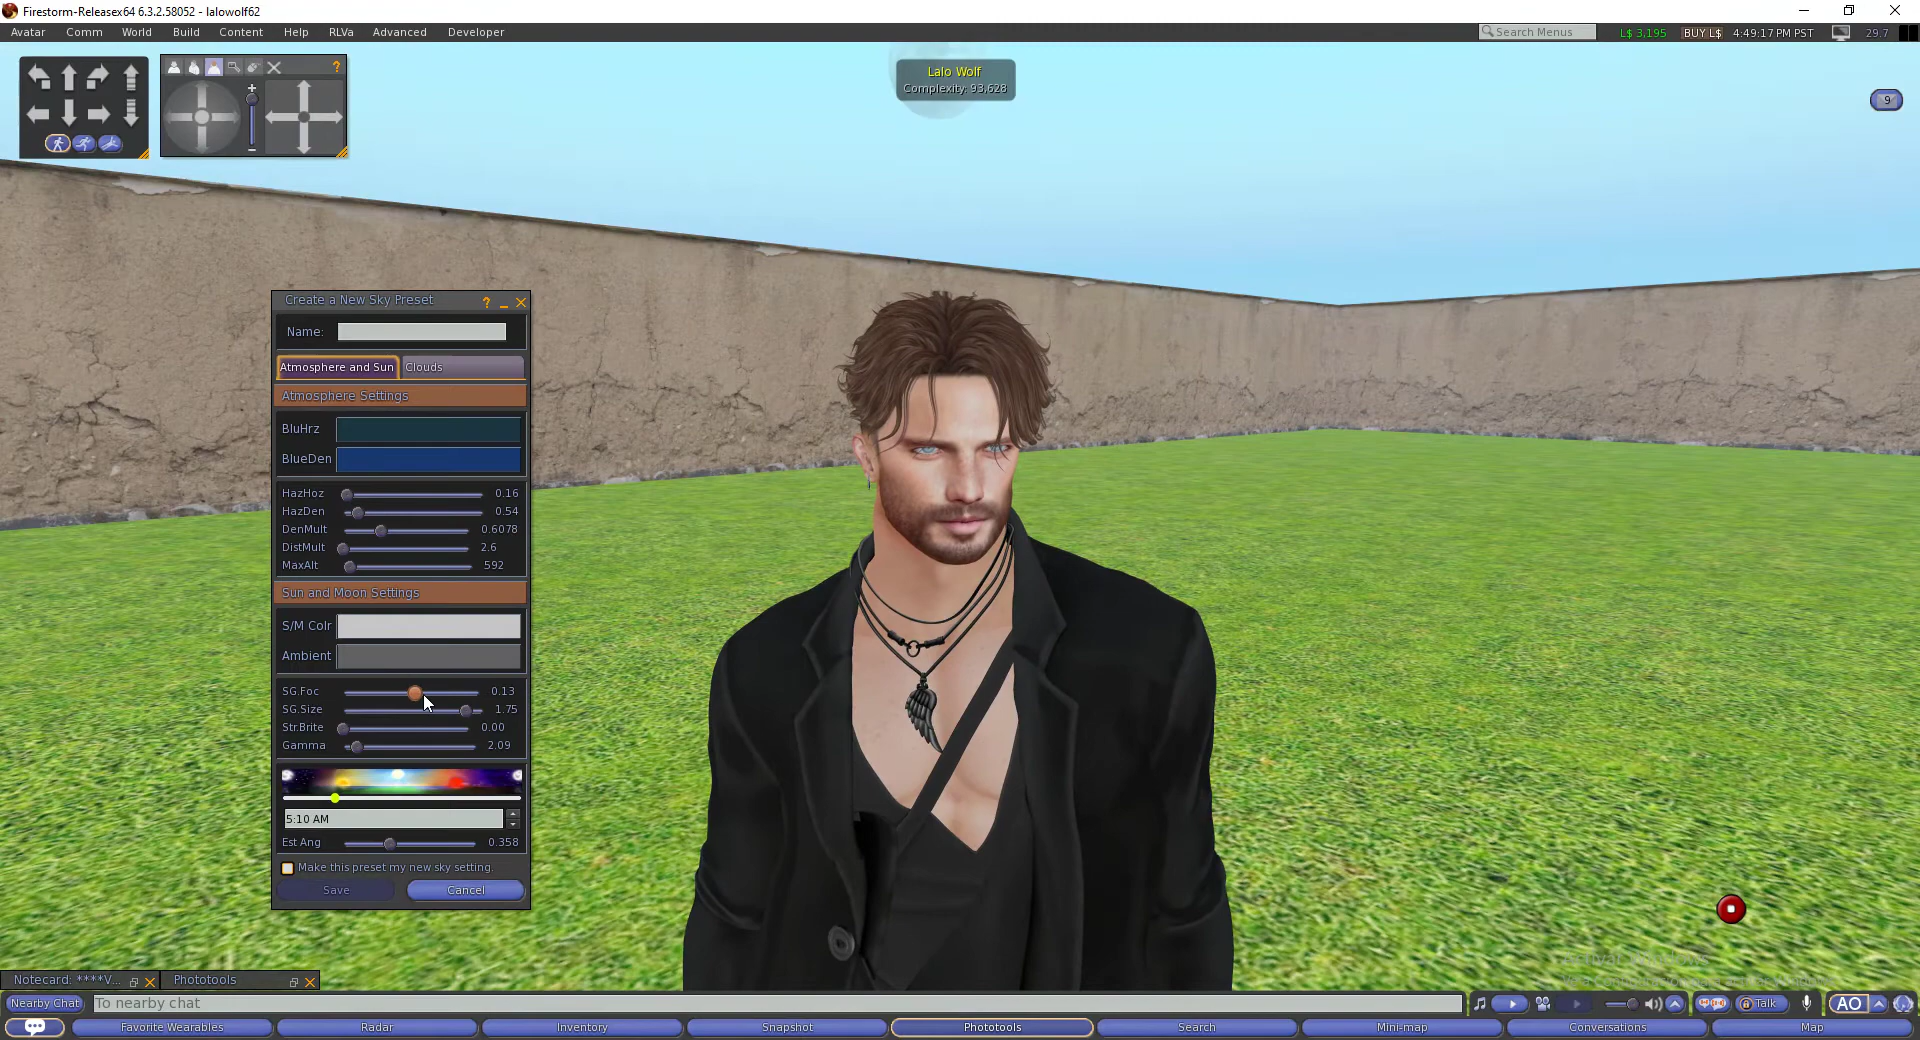 Firestorm-Releasex64 6.3.2.58052 - lalowolf62
Avatar Comm World Build Content Help RLVa Advanced Developer
Search Menus
L$ 3,195 BUY L$ 4:49:17 PM PST 29.7
?
Lalo Wolf
Complexity: 93,628
9
Create a New Sky Preset ?
Name:
Atmosphere and Sun Clouds
Atmosphere Settings
BluHrz
BlueDen
HazHoz 0.16
HazDen 0.54
DenMult 0.6078
DistMult 2.6
MaxAlt 592
Sun and Moon Settings
S/M Colr
Ambient
SG.Foc 0.13
SG.Size 1.75
Str.Brite 0.00
Gamma 2.09
5:10 AM
Est Ang 0.358
Make this preset my new sky setting
Save Cancel
Notecard: ****V... Phototools
Nearby Chat To nearby chat Talk AO
Favorite Wearables Radar Inventory Snapshot Phototools Search Mini-map Conversations Map